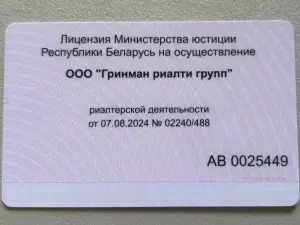 Лицензия Министерства юстиции
Республики Беларусь на осуществление
ООО "Гринман риалти групп"
риэлтерской деятельности
от 07.08.2024 № 02240/488
АВ 0025449